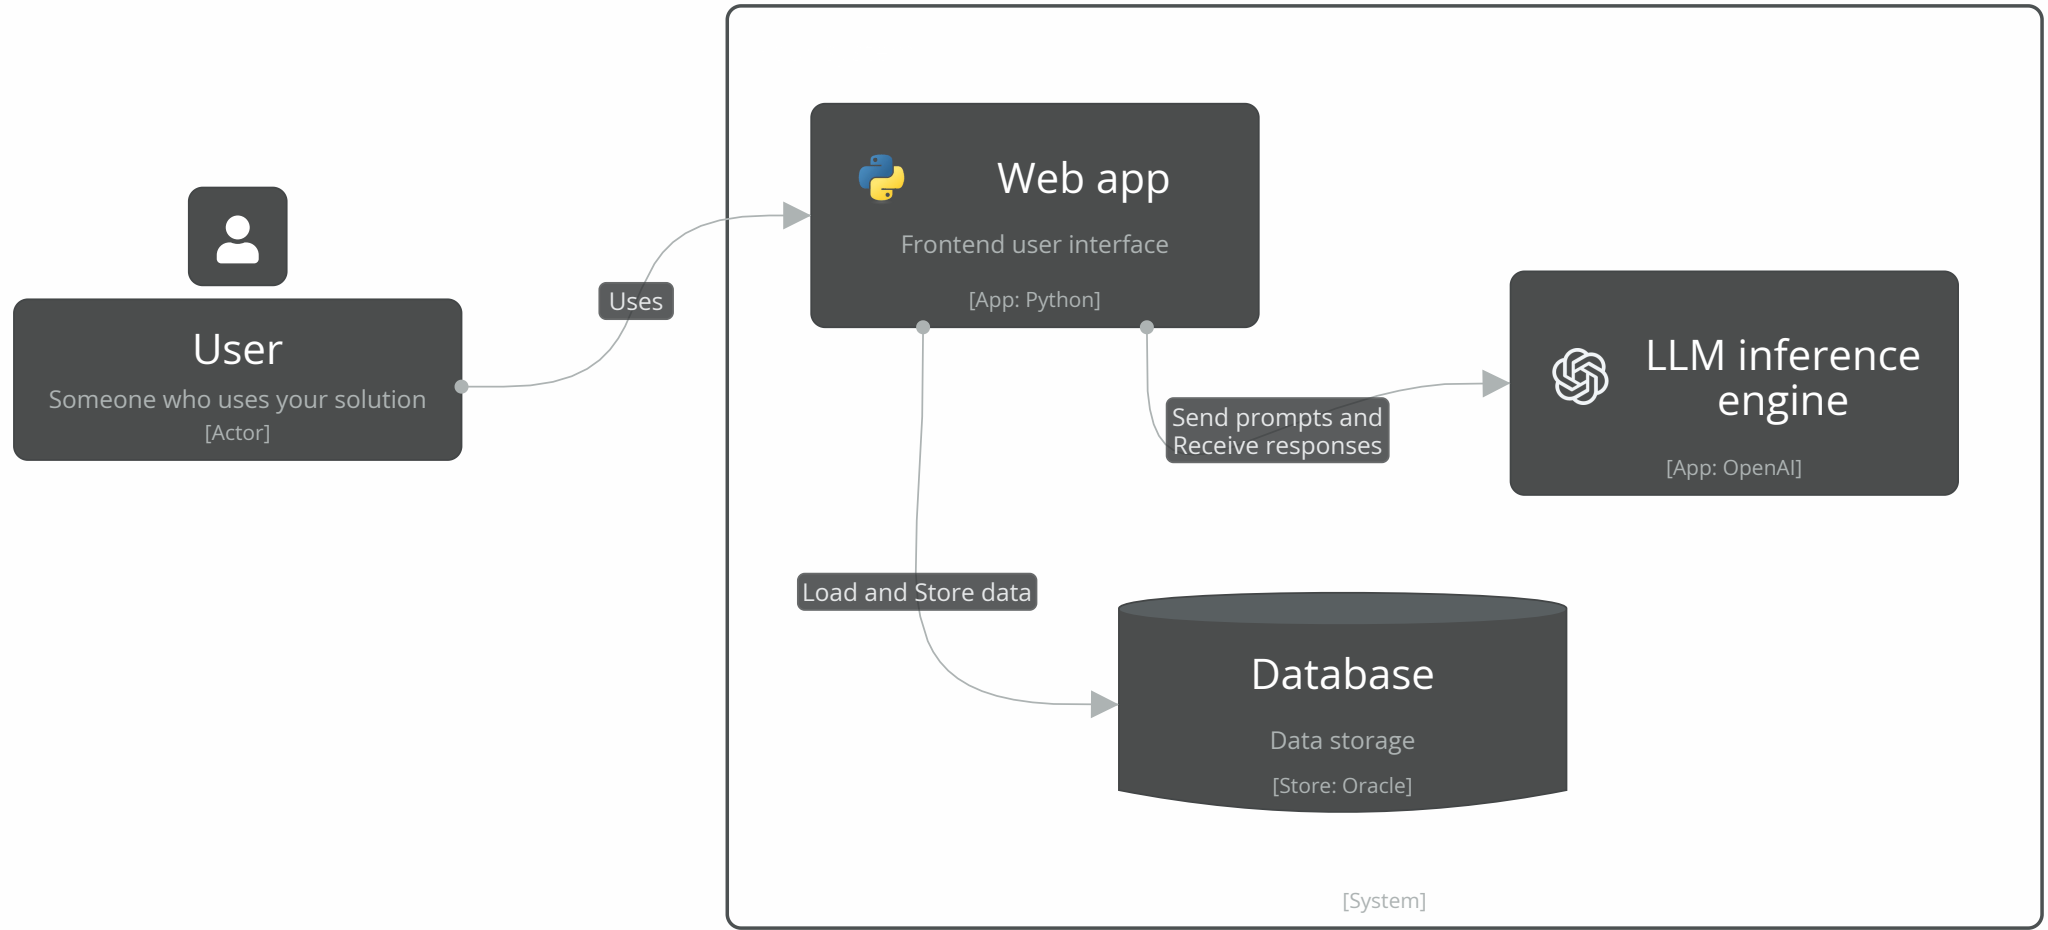 User
Someone who uses your solution
[Actor]
Uses
Web app
Frontend user interface
[App: Python]
Send prompts and
Receive responses
LLM inference
engine
[App: OpenAI]
Load and Store data
Database
Data storage
[Store: Oracle]
[System]